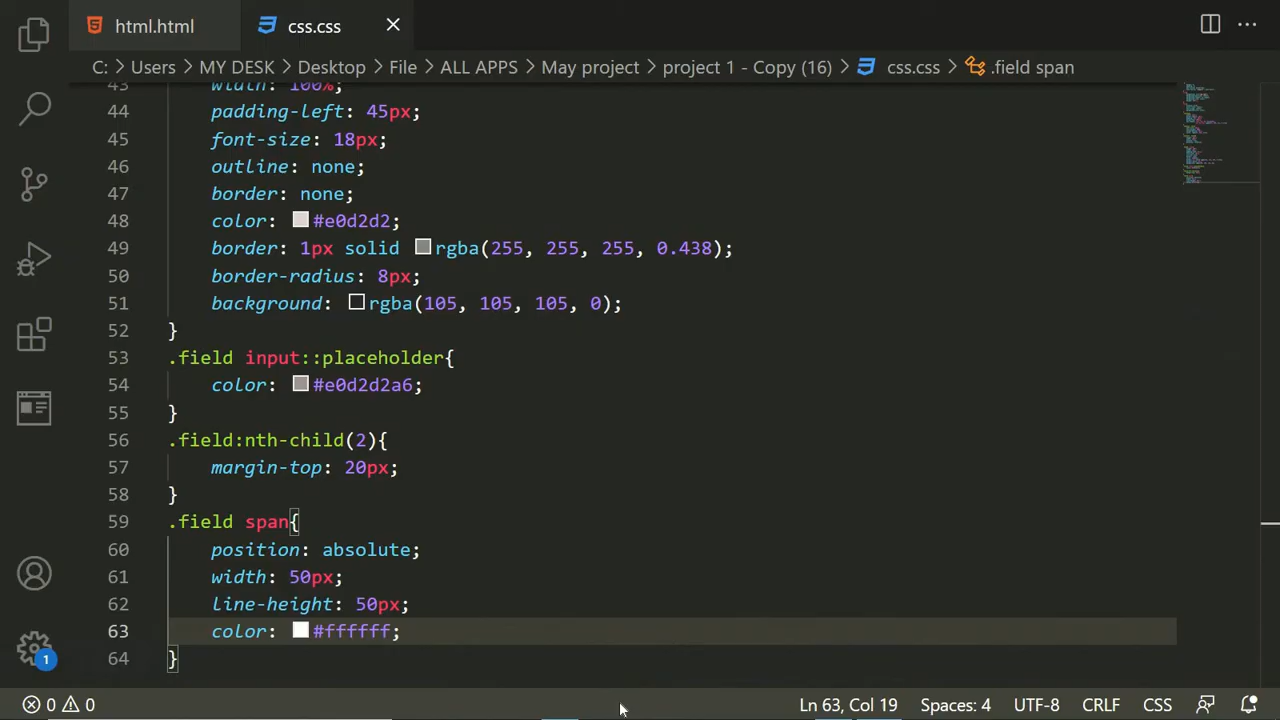 html.html
css.css
C: > Users > MY DESK > Desktop > File > ALL APPS > May project > project 1 - Copy (16) > css.css > .field span
43 width: 100%;
44 padding-left: 45px;
45 font-size: 18px;
46 outline: none;
47 border: none;
48 color: #e0d2d2;
49 border: 1px solid rgba(255, 255, 255, 0.438);
50 border-radius: 8px;
51 background: rgba(105, 105, 105, 0);
52 }
53 .field input::placeholder{
54 color: #e0d2d2a6;
55 }
56 .field:nth-child(2){
57 margin-top: 20px;
58 }
59 .field span{
60 position: absolute;
61 width: 50px;
62 line-height: 50px;
63 color: #ffffff;
64 }
1
0 0 Ln 63, Col 19 Spaces: 4 UTF-8 CRLF CSS